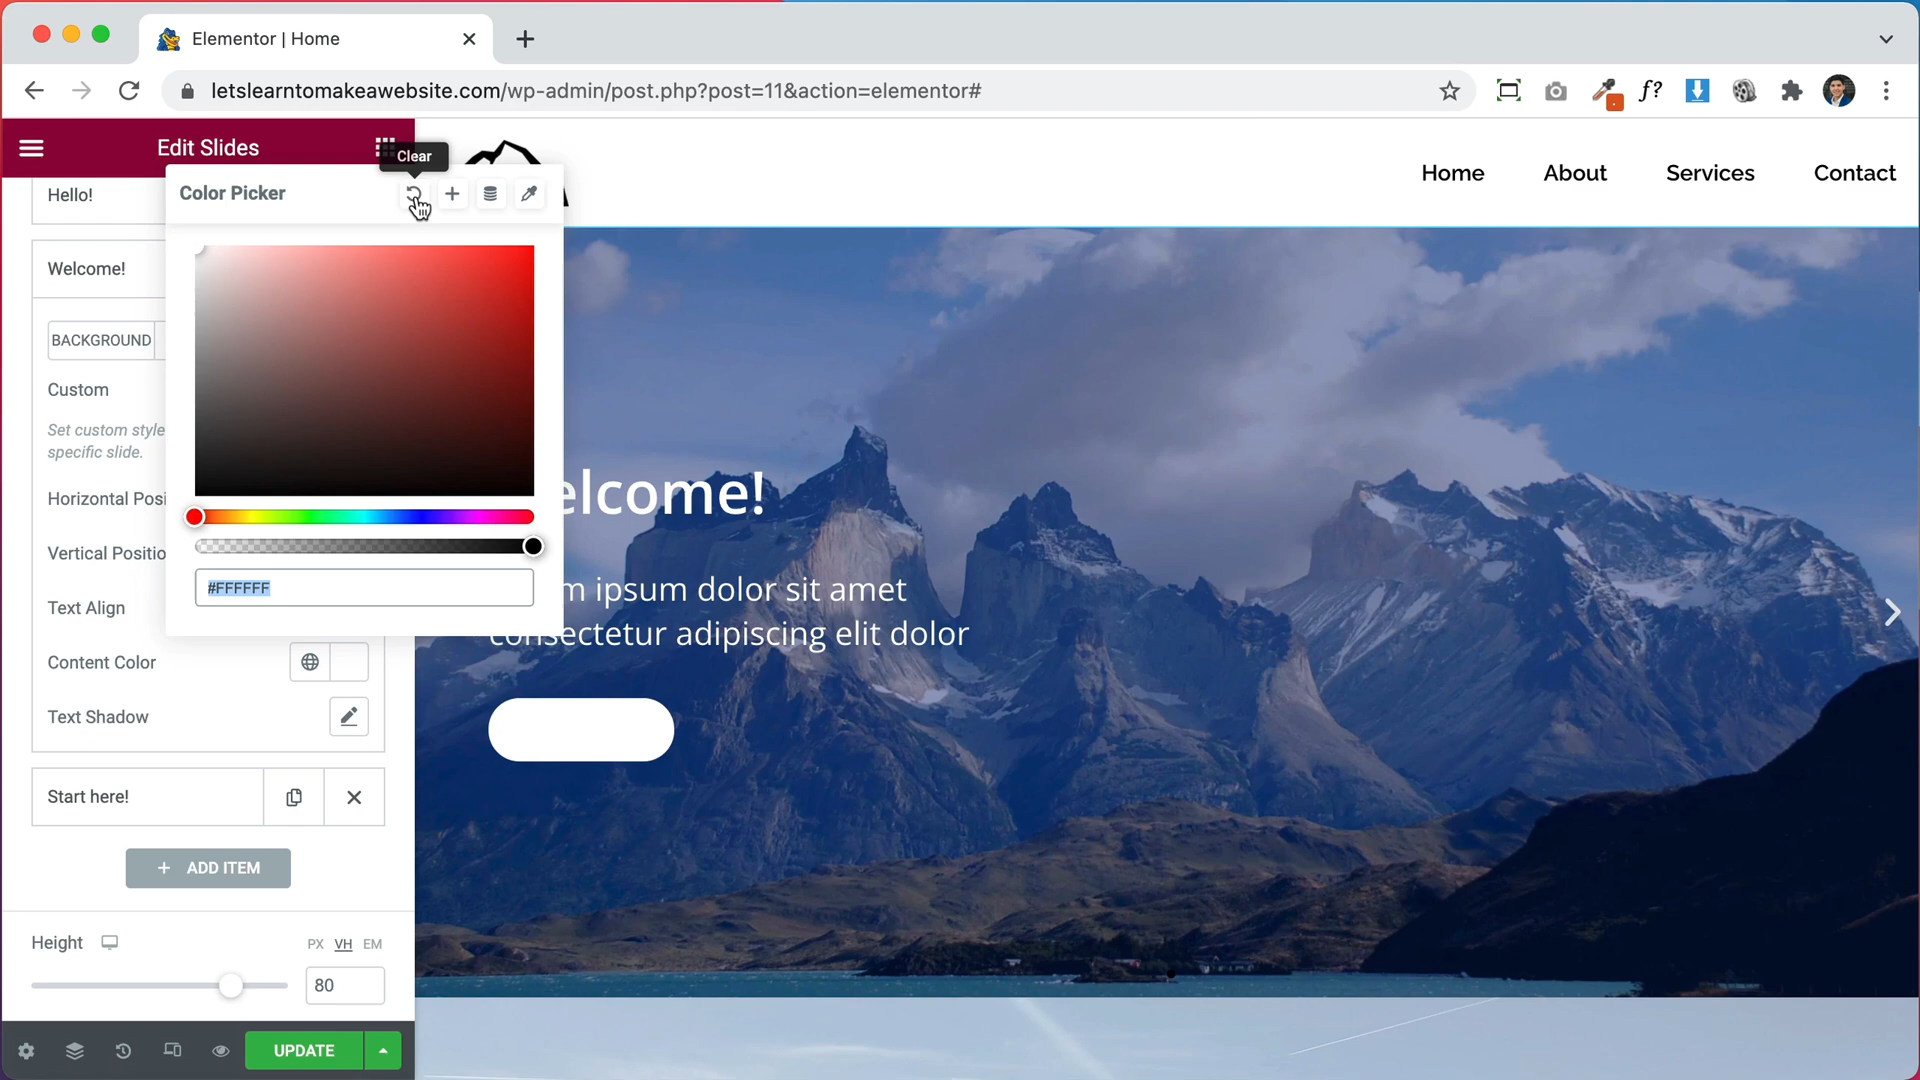 Elementor | Home
letslearntomakeawebsite.com/wp-admin/post.php?post=11&action=elementor#
f?
Edit Slides
Clear
Home
About
Services
Contact
Color Picker
Hello!
Welcome!
BACKGROUND
Custom
Set custom style
specific slide.
Horizontal Posi
Vertical Positio
Text Align
#FFFFFF
Content Color
Text Shadow
Start here!
+ ADD ITEM
Height
PX VH EM
80
UPDATE
elcome!
m ipsum dolor sit amet
consectetur adipiscing elit dolor